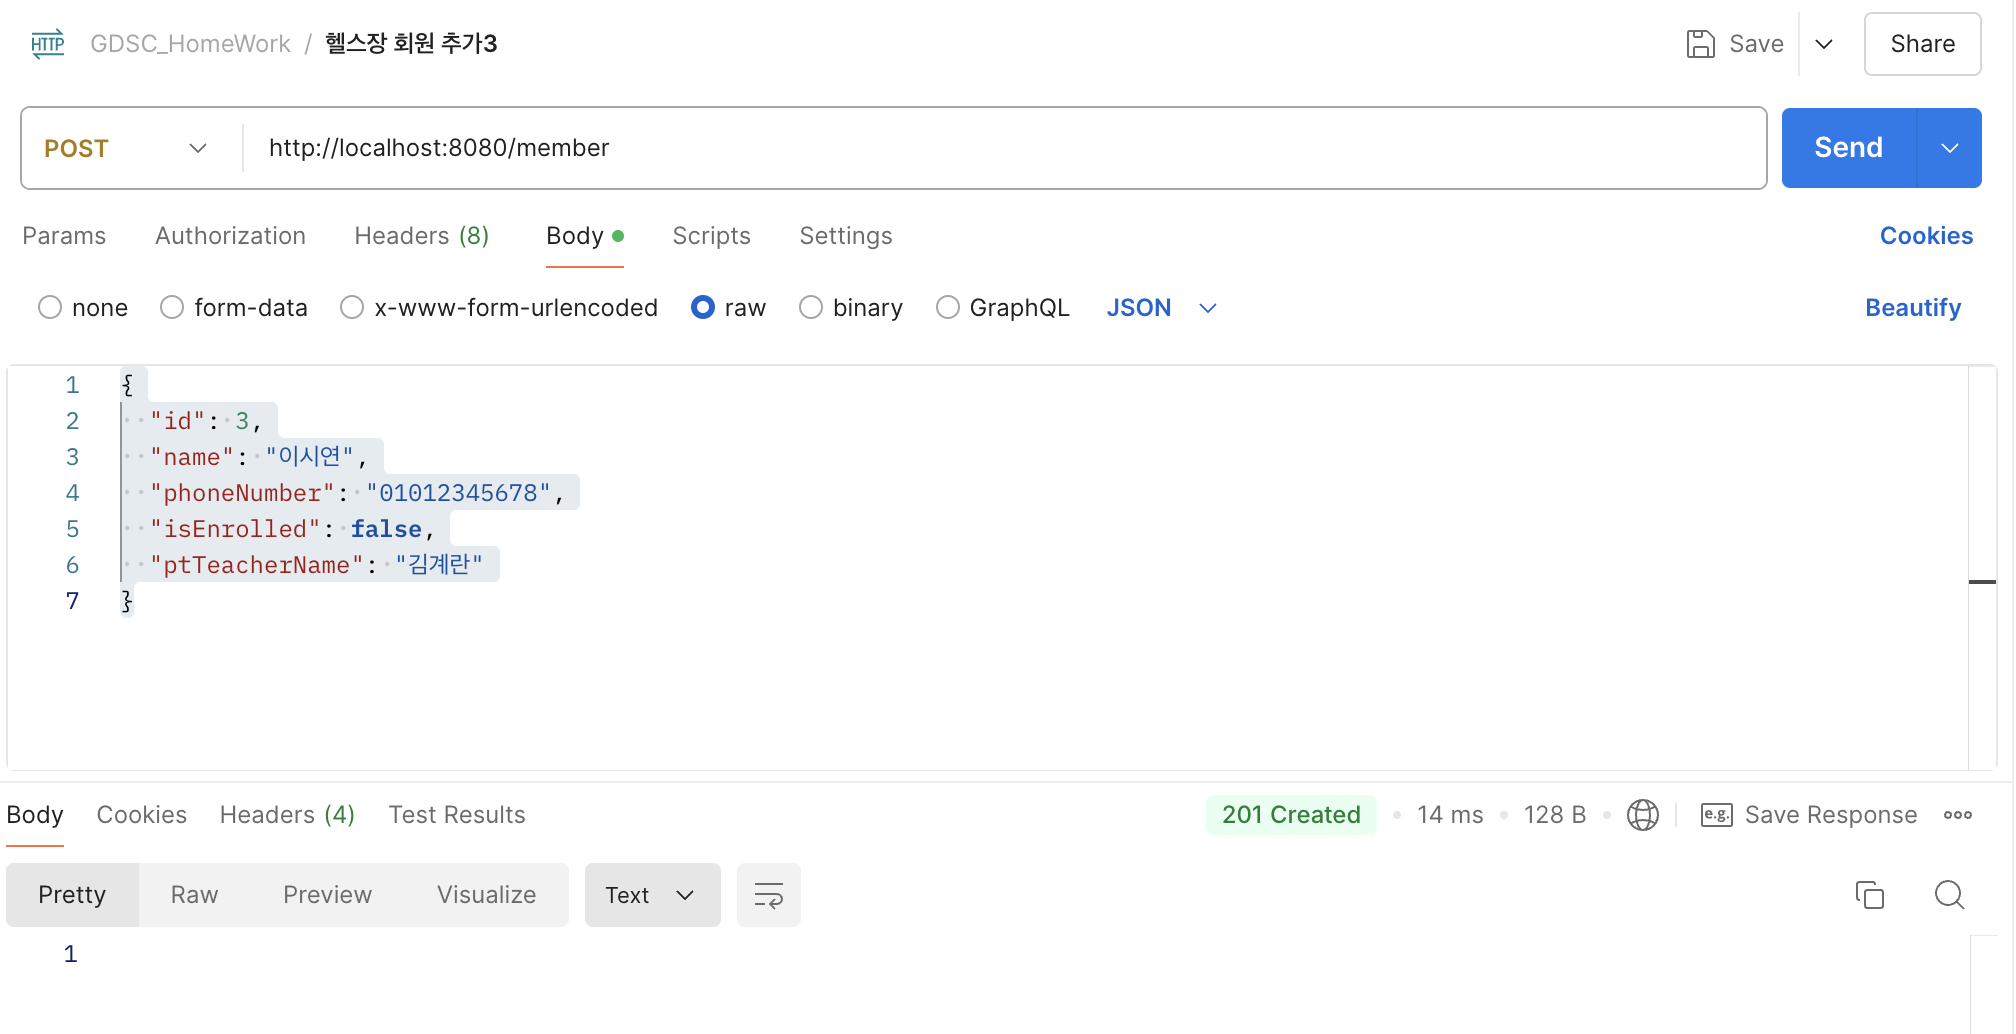 HTTP GDSC_HomeWork / 헬스장 회원 추가3 Save Share
POST http://localhost:8080/member Send
Params Authorization Headers (8) Body Scripts Settings Cookies
none form-data x-www-form-urlencoded raw binary GraphQL JSON Beautify
1 {
2 "id": 3,
3 "name": "이시연",
4 "phoneNumber": "01012345678",
5 "isEnrolled": false,
6 "ptTeacherName": "김계란"
7 }
Body Cookies Headers (4) Test Results 201 Created 14 ms 128 B e.g. Save Response
Pretty Raw Preview Visualize Text
1